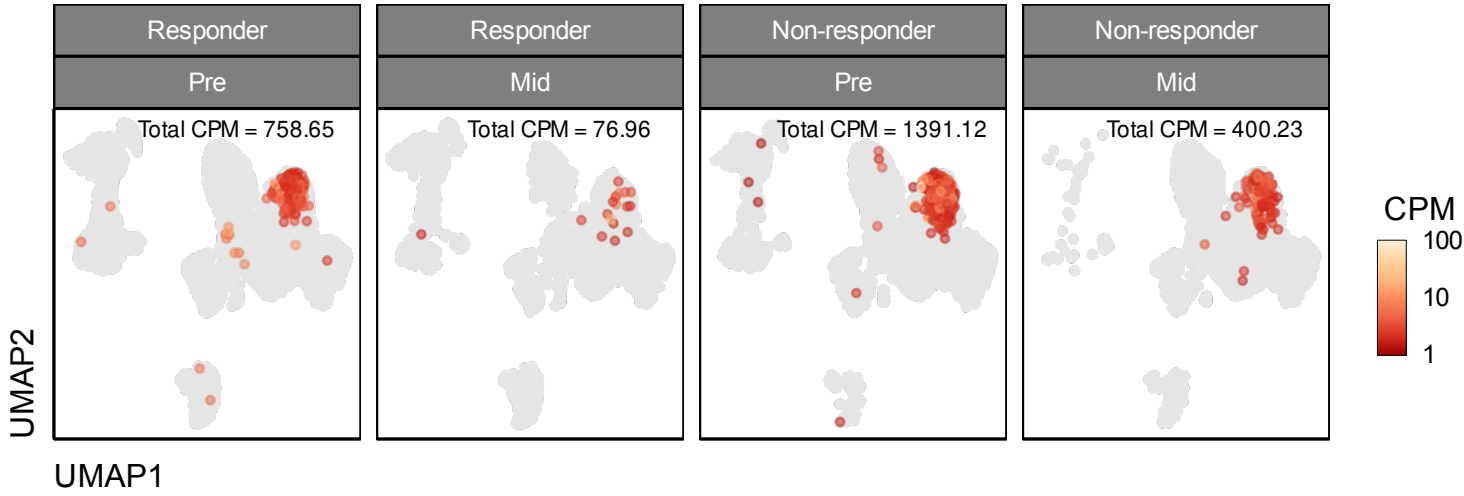 Responder
Pre
Total CPM = 758.65
Responder
Mid
Total CPM = 76.96
Non-responder
Pre
Total CPM = 1391.12
Non-responder
Mid
Total CPM = 400.23
CPM
100
10
1
UMAP2
UMAP1